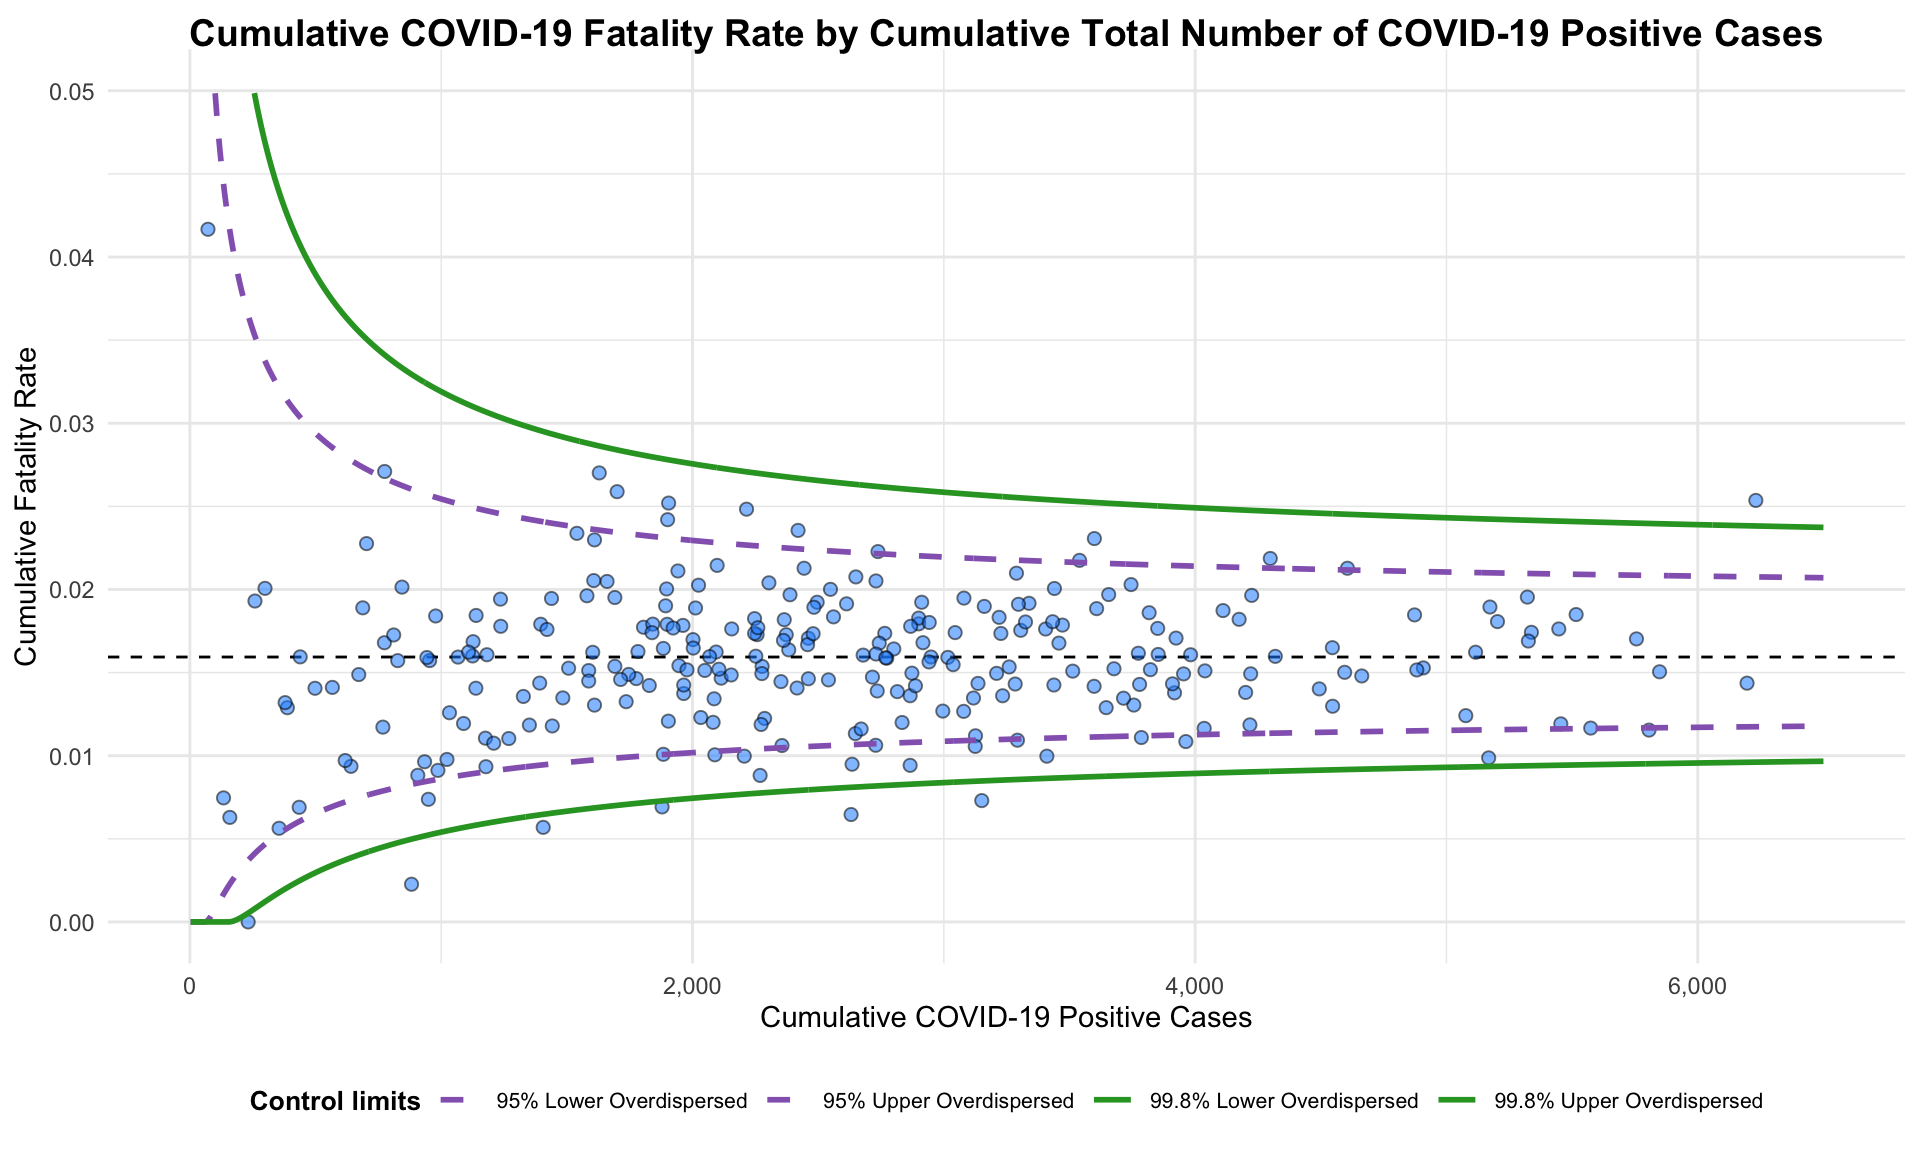 Cumulative COVID-19 Fatality Rate by Cumulative Total Number of COVID-19 Positive Cases
Cumulative Fatality Rate
0.05
0.04
0.03
0.02
0.01
0.00
0 2,000 4,000 6,000
Cumulative COVID-19 Positive Cases
Control limits 95% Lower Overdispersed 95% Upper Overdispersed 99.8% Lower Overdispersed 99.8% Upper Overdispersed